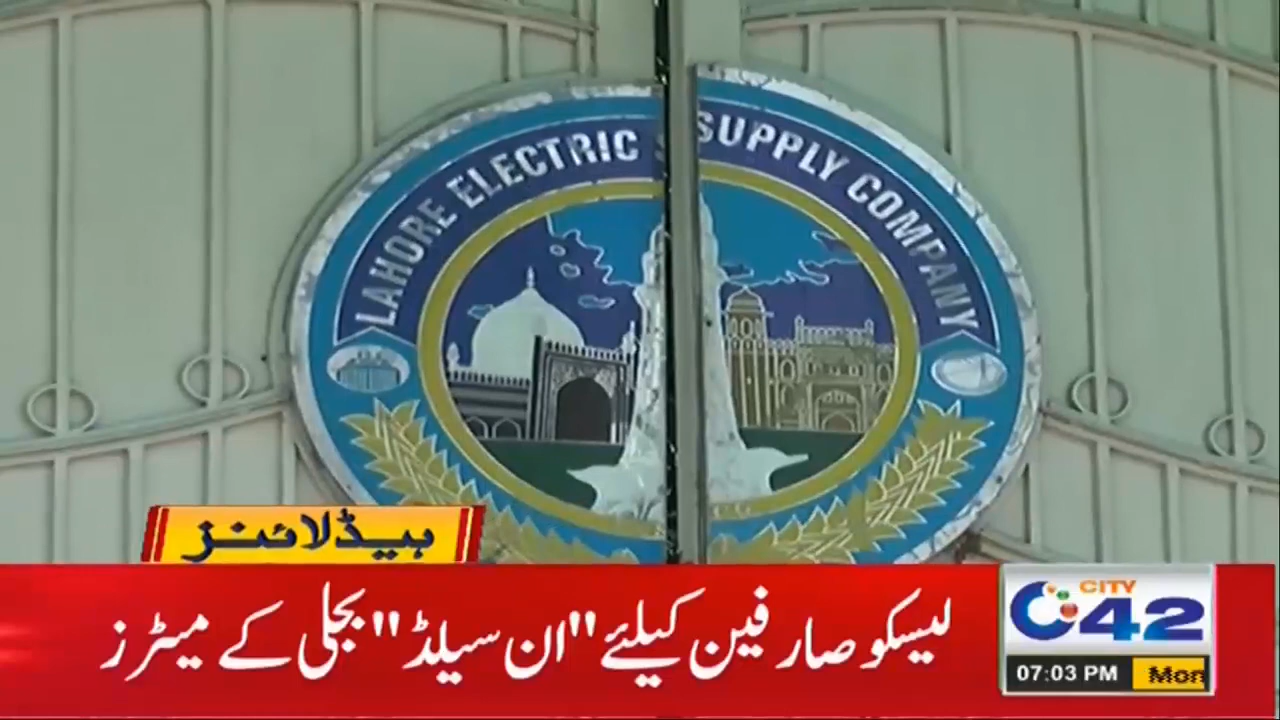 LAHORE ELECTRIC SUPPLY COMPANY
ہیڈلائنز
لیسکو صارفین کیلئے "ان سیلڈ" بجلی کے میٹرز
CITY
42
07:03 PM Mon